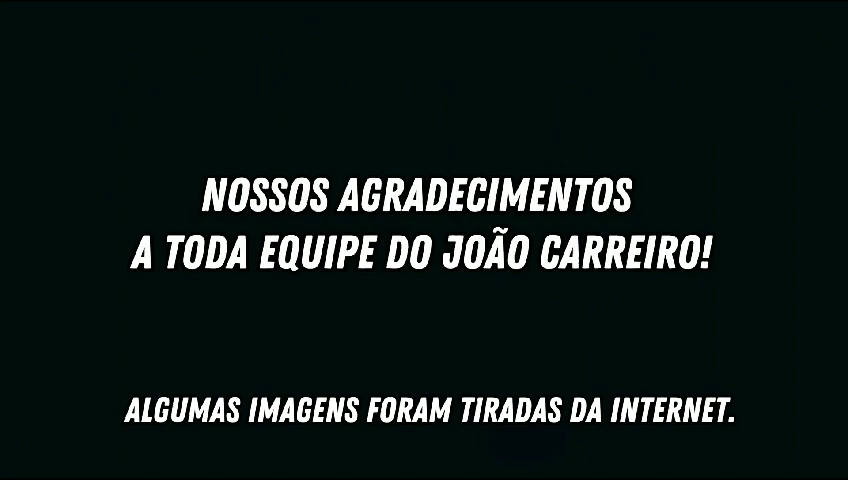 NOSSOS AGRADECIMENTOS
A TODA EQUIPE DO JOÃO CARREIRO!
ALGUMAS IMAGENS FORAM TIRADAS DA INTERNET.